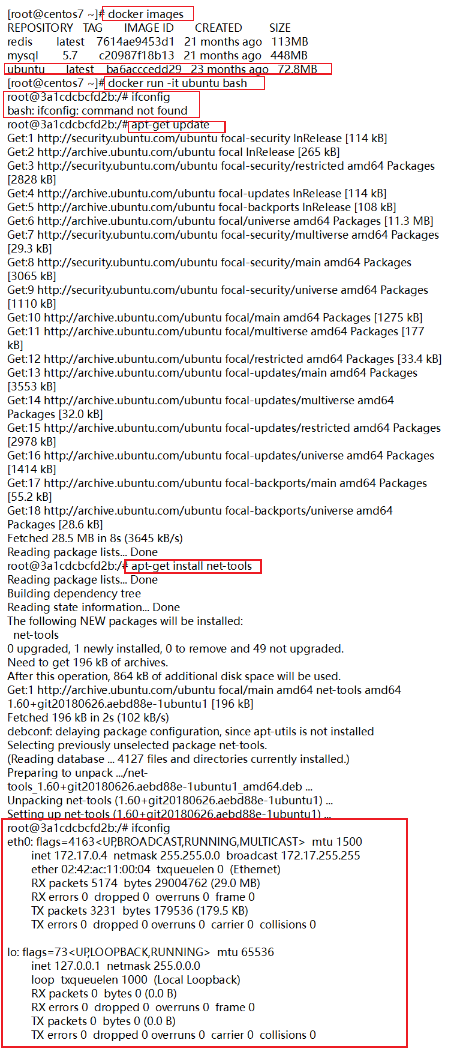 [root@centos7 ~]# docker images
REPOSITORY TAG IMAGE ID CREATED SIZE
redis latest 7614ae9453d1 21 months ago 113MB
mysql 5.7 c20987f18b13 21 months ago 448MB
ubuntu latest ba6acccedd29 23 months ago 72.8MB
[root@centos7 ~]# docker run -it ubuntu bash
root@3a1cdcbcfd2b:/# ifconfig
bash: ifconfig: command not found
root@3a1cdcbcfd2b:/# apt-get update
Get:1 http://security.ubuntu.com/ubuntu focal-security InRelease [114 kB]
Get:2 http://archive.ubuntu.com/ubuntu focal InRelease [265 kB]
Get:3 http://security.ubuntu.com/ubuntu focal-security/restricted amd64 Packages
[2828 kB]
Get:4 http://archive.ubuntu.com/ubuntu focal-updates InRelease [114 kB]
Get:5 http://archive.ubuntu.com/ubuntu focal-backports InRelease [108 kB]
Get:6 http://archive.ubuntu.com/ubuntu focal/universe amd64 Packages [11.3 MB]
Get:7 http://security.ubuntu.com/ubuntu focal-security/multiverse amd64 Packages
[29.3 kB]
Get:8 http://security.ubuntu.com/ubuntu focal-security/main amd64 Packages
[3065 kB]
Get:9 http://security.ubuntu.com/ubuntu focal-security/universe amd64 Packages
[1110 kB]
Get:10 http://archive.ubuntu.com/ubuntu focal/main amd64 Packages [1275 kB]
Get:11 http://archive.ubuntu.com/ubuntu focal/multiverse amd64 Packages [177
kB]
Get:12 http://archive.ubuntu.com/ubuntu focal/restricted amd64 Packages [33.4 kB]
Get:13 http://archive.ubuntu.com/ubuntu focal-updates/main amd64 Packages
[3553 kB]
Get:14 http://archive.ubuntu.com/ubuntu focal-updates/multiverse amd64
Packages [32.0 kB]
Get:15 http://archive.ubuntu.com/ubuntu focal-updates/restricted amd64 Packages
[2978 kB]
Get:16 http://archive.ubuntu.com/ubuntu focal-updates/universe amd64 Packages
[1414 kB]
Get:17 http://archive.ubuntu.com/ubuntu focal-backports/main amd64 Packages
[55.2 kB]
Get:18 http://archive.ubuntu.com/ubuntu focal-backports/universe amd64
Packages [28.6 kB]
Fetched 28.5 MB in 8s (3645 kB/s)
Reading package lists... Done
root@3a1cdcbcfd2b:/# apt-get install net-tools
Reading package lists... Done
Building dependency tree
Reading state information... Done
The following NEW packages will be installed:
net-tools
0 upgraded, 1 newly installed, 0 to remove and 49 not upgraded.
Need to get 196 kB of archives.
After this operation, 864 kB of additional disk space will be used.
Get:1 http://archive.ubuntu.com/ubuntu focal/main amd64 net-tools amd64
1.60+git20180626.aebd88e-1ubuntu1 [196 kB]
Fetched 196 kB in 2s (102 kB/s)
debconf: delaying package configuration, since apt-utils is not installed
Selecting previously unselected package net-tools.
(Reading database ... 4127 files and directories currently installed.)
Preparing to unpack .../net-
tools_1.60+git20180626.aebd88e-1ubuntu1_amd64.deb ...
Unpacking net-tools (1.60+git20180626.aebd88e-1ubuntu1) ...
Setting up net-tools (1.60+git20180626.aebd88e-1ubuntu1) ...
root@3a1cdcbcfd2b:/# ifconfig
eth0: flags=4163<UP,BROADCAST,RUNNING,MULTICAST> mtu 1500
inet 172.17.0.4 netmask 255.255.0.0 broadcast 172.17.255.255
ether 02:42:ac:11:00:04 txqueuelen 0 (Ethernet)
RX packets 5174 bytes 29004762 (29.0 MB)
RX errors 0 dropped 0 overruns 0 frame 0
TX packets 3231 bytes 179536 (179.5 KB)
TX errors 0 dropped 0 overruns 0 carrier 0 collisions 0
lo: flags=73<UP,LOOPBACK,RUNNING> mtu 65536
inet 127.0.0.1 netmask 255.0.0.0
loop txqueuelen 1000 (Local Loopback)
RX packets 0 bytes 0 (0.0 B)
RX errors 0 dropped 0 overruns 0 frame 0
TX packets 0 bytes 0 (0.0 B)
TX errors 0 dropped 0 overruns 0 carrier 0 collisions 0